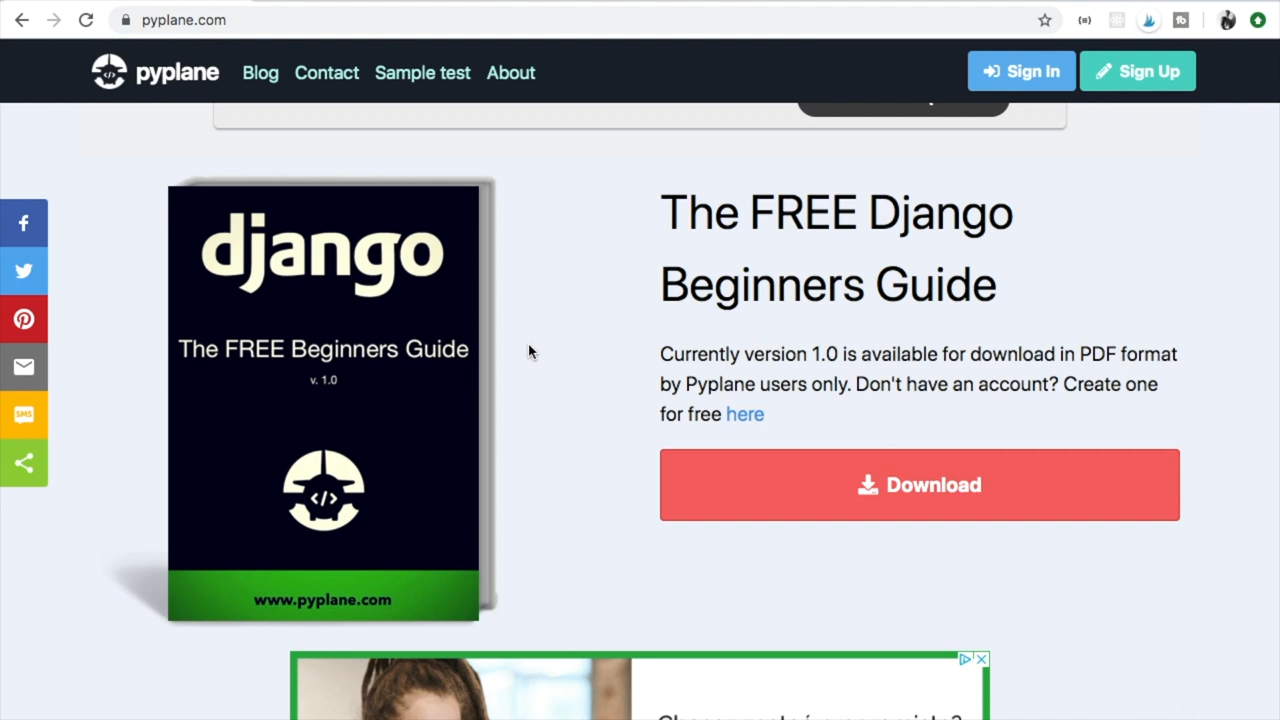 pyplane.com
pyplane Blog Contact Sample test About Sign In Sign Up
django
The FREE Beginners Guide
v. 1.0
</>
www.pyplane.com
The FREE Django
Beginners Guide
Currently version 1.0 is available for download in PDF format
by Pyplane users only. Don't have an account? Create one
for free here
Download
SMS